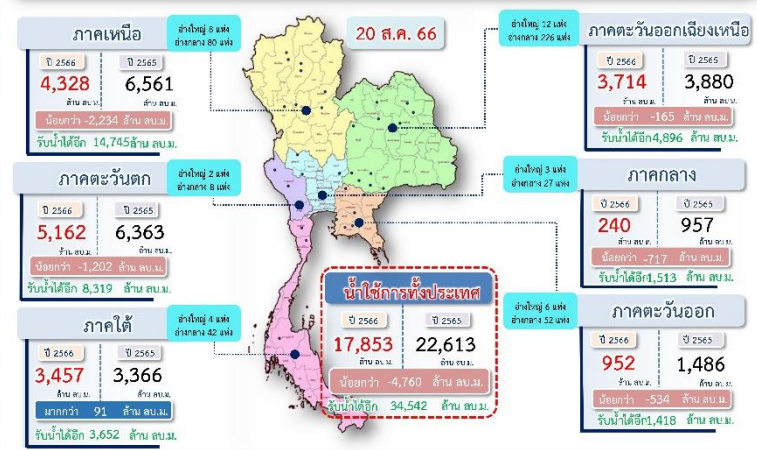 20 ส.ค. 66
ภาคเหนือ
ปี 2566 ปี 2565
4,328 6,561
ล้าน ลบ.ม. ล้าน ลบ.ม.
น้อยกว่า -2,234 ล้าน ลบ.ม.
รับน้ำได้อีก 14,745 ล้าน ลบ.ม.
อ่างใหญ่ 8 แห่ง
อ่างกลาง 80 แห่ง
อ่างใหญ่ 12 แห่ง
อ่างกลาง 226 แห่ง
ภาคตะวันออกเฉียงเหนือ
ปี 2566 ปี 2565
3,714 3,880
ล้าน ลบ.ม. ล้าน ลบ.ม.
น้อยกว่า -165 ล้าน ลบ.ม.
รับน้ำได้อีก4,896 ล้าน ลบ.ม.
ภาคตะวันตก
ปี 2566 ปี 2565
5,162 6,363
ล้าน ลบ.ม. ล้าน ลบ.ม.
น้อยกว่า -1,202 ล้าน ลบ.ม.
รับน้ำได้อีก 8,319 ล้าน ลบ.ม.
อ่างใหญ่ 2 แห่ง
อ่างกลาง 8 แห่ง
อ่างใหญ่ 3 แห่ง
อ่างกลาง 27 แห่ง
ภาคกลาง
ปี 2566 ปี 2565
240 957
ล้าน ลบ.ม. ล้าน ลบ.ม.
น้อยกว่า -717 ล้าน ลบ.ม.
รับน้ำได้อีก1,513 ล้าน ลบ.ม.
ภาคใต้
ปี 2566 ปี 2565
3,457 3,366
ล้าน ลบ.ม. ล้าน ลบ.ม.
มากกว่า 91 ล้าน ลบ.ม.
รับน้ำได้อีก 3,652 ล้าน ลบ.ม.
อ่างใหญ่ 4 แห่ง
อ่างกลาง 42 แห่ง
น้ำใช้การทั้งประเทศ
ปี 2566 ปี 2565
17,853 22,613
ล้าน ลบ.ม. ล้าน ลบ.ม.
น้อยกว่า -4,760 ล้าน ลบ.ม.
รับน้ำได้อีก 34,542 ล้าน ลบ.ม.
อ่างใหญ่ 6 แห่ง
อ่างกลาง 52 แห่ง
ภาคตะวันออก
ปี 2566 ปี 2565
952 1,486
ล้าน ลบ.ม. ล้าน ลบ.ม.
น้อยกว่า -534 ล้าน ลบ.ม.
รับน้ำได้อีก1,418 ล้าน ลบ.ม.